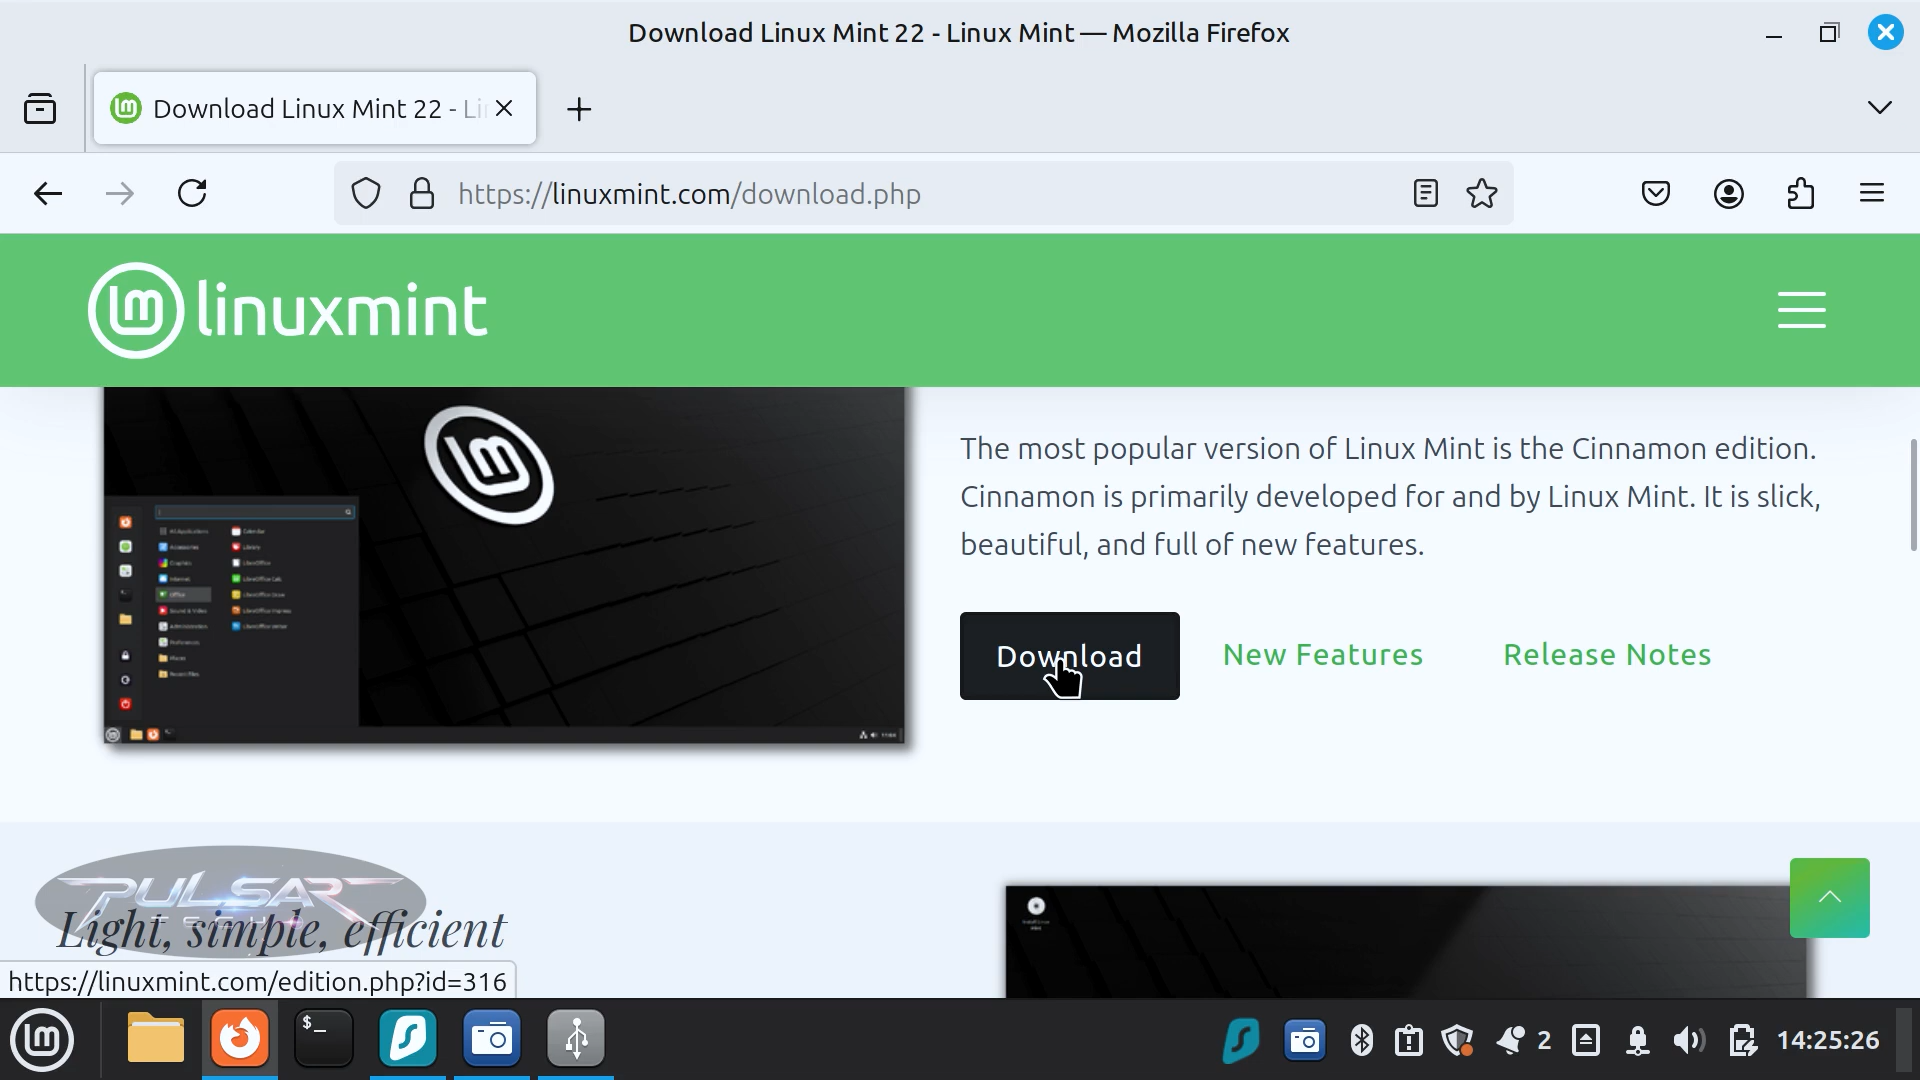 Download Linux Mint 22 - Linux Mint — Mozilla Firefox
Download Linux Mint 22 - Li
https://linuxmint.com/download.php
linuxmint
The most popular version of Linux Mint is the Cinnamon edition.
Cinnamon is primarily developed for and by Linux Mint. It is slick,
beautiful, and full of new features.
Download
New Features
Release Notes
PULSAR
TECH
Light, simple, efficient
https://linuxmint.com/edition.php?id=316
$_
2
14:25:26